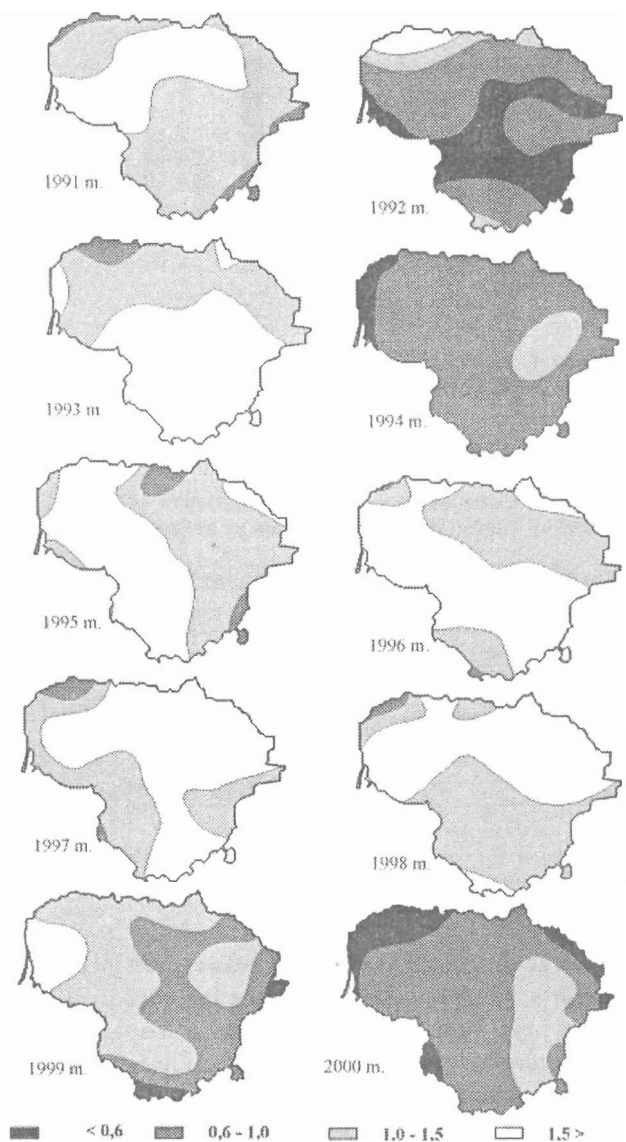 1991 m.
1992 m.
1993 m.
1994 m.
1995 m.
1996 m.
1997 m.
1998 m.
1999 m.
2000 m.
< 0,6 0,6 - 1,0 1,0 - 1,5 1,5 >